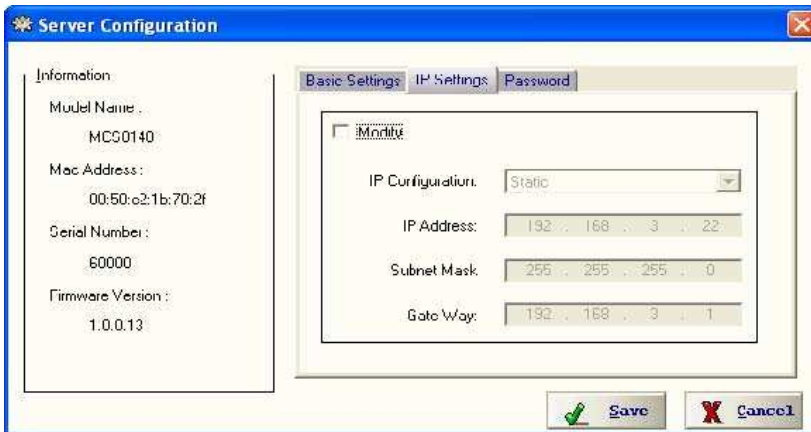 Server Configuration
Information
Model Name :
MCS0140
Mac Address :
00:50:c2:1b:70:2f
Serial Number :
60000
Firmware Version :
1.0.0.13
Basic Settings
IP Settings
Password
Modify
IP Configuration:
Static
IP Address:
192 . 168 . 3 . 22
Subnet Mask
255 . 255 . 255 . 0
Gate Way:
192 . 168 . 3 . 1
Save
Cancel